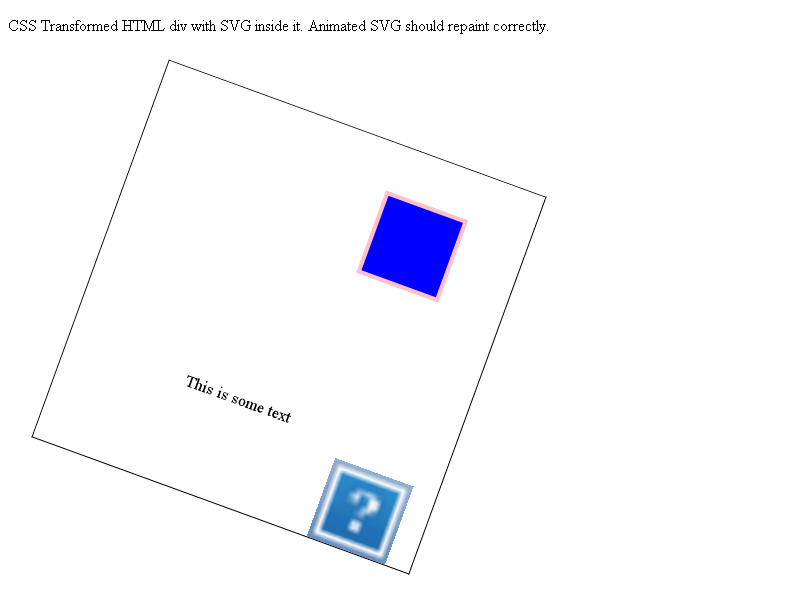 CSS Transformed HTML div with SVG inside it. Animated SVG should repaint correctly.
This is some text
?